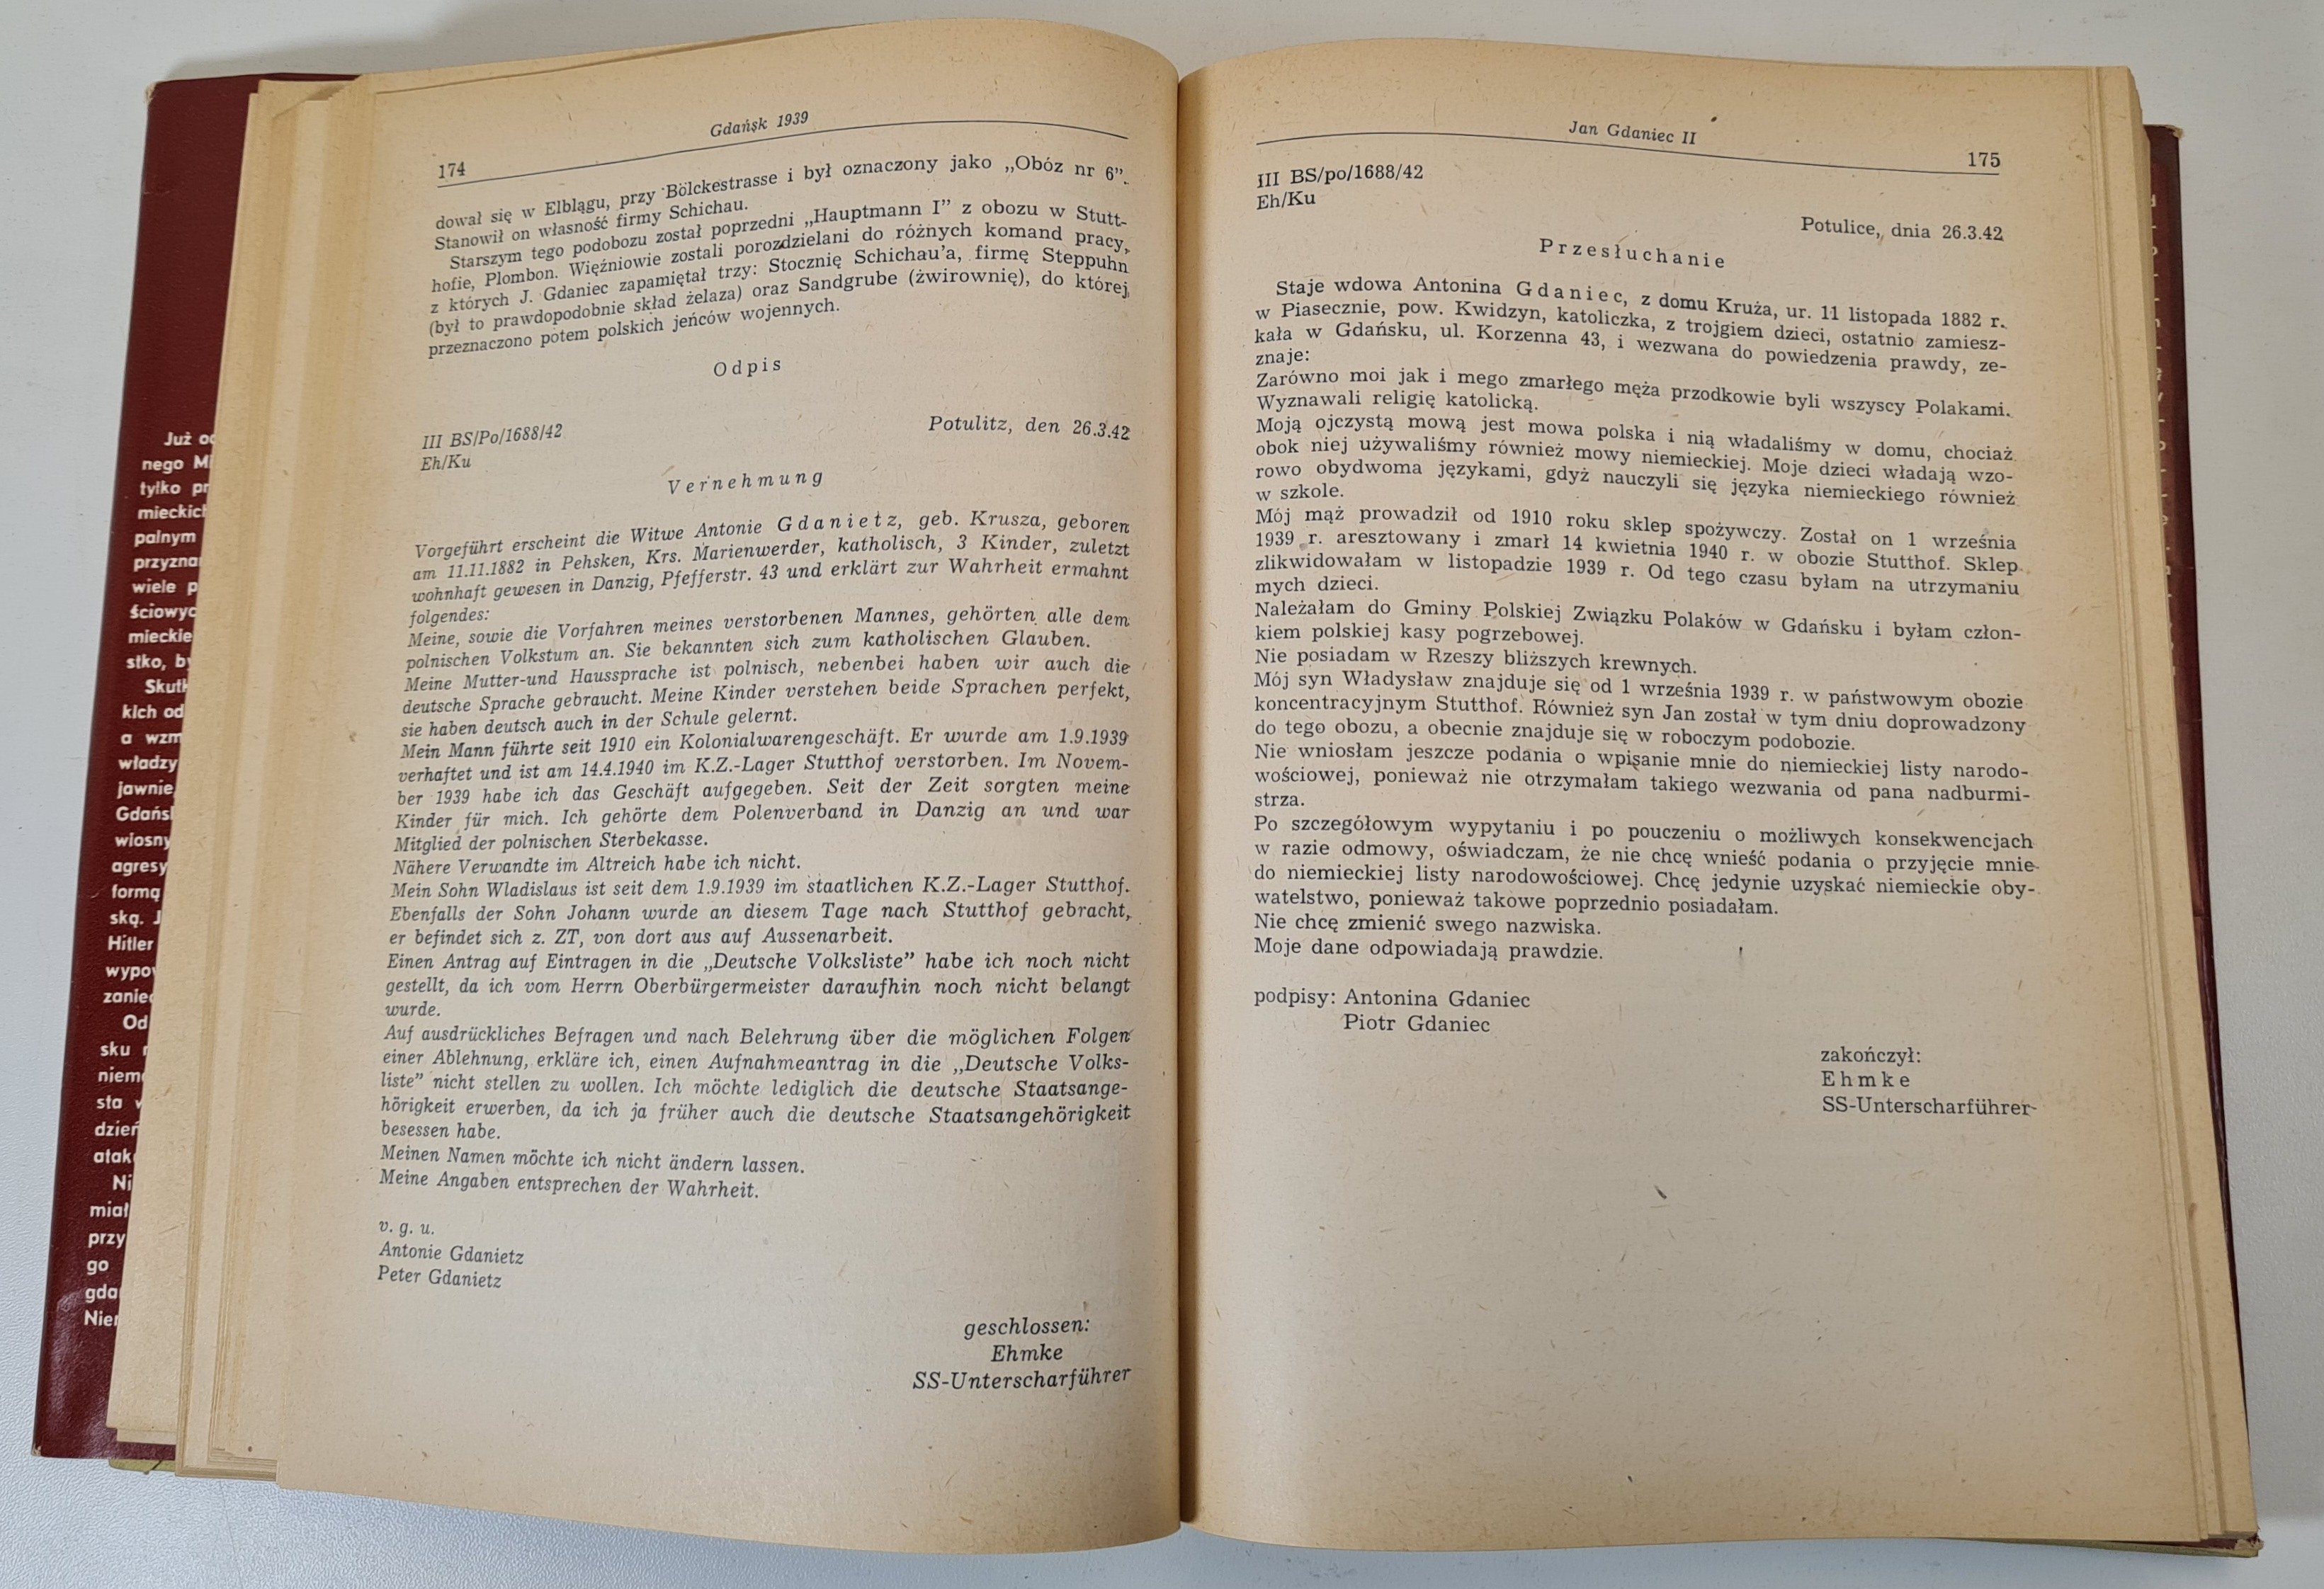 Już
nego
tylko
palnym
wiele
Skut
kich od
a
władzy
jawnie
wiosny
formą
ską. J
Hitler
Od
sku
sta
Ni
przy
go
174
Gdańsk 1939
dował się w Elblągu, przy Bölckestrasse i był oznaczony jako „Obóz nr 6”.
Stanowił on własność firmy Schichau.
Starszym tego podobozu został poprzedni „Hauptmann I” z obozu w Stutt-
hofie, Plombon. Więźniowie zostali porozdzielani do różnych komand pracy,
z których J. Gdaniec zapamiętał trzy: Stocznię Schichau’a, firmę Steppuhn
(był to prawdopodobnie skład żelaza) oraz Sandgrube (żwirownię), do której
przeznaczono potem polskich jeńców wojennych.
Odpis
III BS/Po/1688/42
Potulitz, den 26.3.42
Eh/Ku
Vernehmung
Vorgeführt erscheint die Witwe Antonie Gdanietz, geb. Krusza, geboren
am 11.11.1882 in Pehsken, Krs. Marienwerder, katholisch, 3 Kinder, zuletzt
wohnhaft gewesen in Danzig, Pfefferstr. 43 und erklärt zur Wahrheit ermahnt
folgendes:
Meine, sowie die Vorfahren meines verstorbenen Mannes, gehörten alle dem
polnischen Volkstum an. Sie bekannten sich zum katholischen Glauben.
Meine Mutter-und Haussprache ist polnisch, nebenbei haben wir auch die
deutsche Sprache gebraucht. Meine Kinder verstehen beide Sprachen perfekt,
sie haben deutsch auch in der Schule gelernt.
Mein Mann führte seit 1910 ein Kolonialwarengeschäft. Er wurde am 1.9.1939
verhaftet und ist am 14.4.1940 im K.Z.-Lager Stutthof verstorben. Im Novem-
ber 1939 habe ich das Geschäft aufgegeben. Seit der Zeit sorgten meine
Kinder für mich. Ich gehörte dem Polenverband in Danzig an und war
Mitglied der polnischen Sterbekasse.
Nähere Verwandte im Altreich habe ich nicht.
Mein Sohn Wladislaus ist seit dem 1.9.1939 im staatlichen K.Z.-Lager Stutthof.
Ebenfalls der Sohn Johann wurde an diesem Tage nach Stutthof gebracht,
er befindet sich z. ZT, von dort aus auf Aussenarbeit.
Einen Antrag auf Eintragen in die „Deutsche Volksliste” habe ich noch nicht
gestellt, da ich vom Herrn Oberbürgermeister daraufhin noch nicht belangt
wurde.
Auf ausdrückliches Befragen und nach Belehrung über die möglichen Folgen
einer Ablehnung, erkläre ich, einen Aufnahmeantrag in die „Deutsche Volks-
liste” nicht stellen zu wollen. Ich möchte lediglich die deutsche Staatsange-
hörigkeit erwerben, da ich ja früher auch die deutsche Staatsangehörigkeit
besessen habe.
Meinen Namen möchte ich nicht ändern lassen.
Meine Angaben entsprechen der Wahrheit.
v. g. u.
Antonie Gdanietz
Peter Gdanietz
geschlossen:
Ehmke
SS-Unterscharführer
Jan Gdaniec II
175
III BS/po/1688/42
Eh/Ku
Potulice, dnia 26.3.42
Przesłuchanie
Staje wdowa Antonina Gdaniec, z domu Kruża, ur. 11 listopada 1882 r.
w Piasecznie, pow. Kwidzyn, katoliczka, z trojgiem dzieci, ostatnio zamiesz-
kała w Gdańsku, ul. Korzenna 43, i wezwana do powiedzenia prawdy, ze-
znaje:
Zarówno moi jak i mego zmarłego męża przodkowie byli wszyscy Polakami.
Wyznawali religię katolicką.
Moją ojczystą mową jest mowa polska i nią władaliśmy w domu, chociaż
obok niej używaliśmy również mowy niemieckiej. Moje dzieci władają wzo-
rowo obydwoma językami, gdyż nauczyli się języka niemieckiego również
w szkole.
Mój mąż prowadził od 1910 roku sklep spożywczy. Został on 1 września
1939 r. aresztowany i zmarł 14 kwietnia 1940 r. w obozie Stutthof. Sklep
zlikwidowałam w listopadzie 1939 r. Od tego czasu byłam na utrzymaniu
mych dzieci.
Należałam do Gminy Polskiej Związku Polaków w Gdańsku i byłam człon-
kiem polskiej kasy pogrzebowej.
Nie posiadam w Rzeszy bliższych krewnych.
Mój syn Władysław znajduje się od 1 września 1939 r. w państwowym obozie
koncentracyjnym Stutthof. Również syn Jan został w tym dniu doprowadzony
do tego obozu, a obecnie znajduje się w roboczym podobozie.
Nie wniosłam jeszcze podania o wpisanie mnie do niemieckiej listy narodo-
wościowej, ponieważ nie otrzymałam takiego wezwania od pana nadburmi-
strza.
Po szczegółowym wypytaniu i po pouczeniu o możliwych konsekwencjach
w razie odmowy, oświadczam, że nie chcę wnieść podania o przyjęcie mnie
do niemieckiej listy narodowościowej. Chcę jedynie uzyskać niemieckie oby-
watelstwo, ponieważ takowe poprzednio posiadałam.
Nie chcę zmienić swego nazwiska.
Moje dane odpowiadają prawdzie.
podpisy: Antonina Gdaniec
Piotr Gdaniec
zakończył:
Ehmke
SS-Unterscharführer